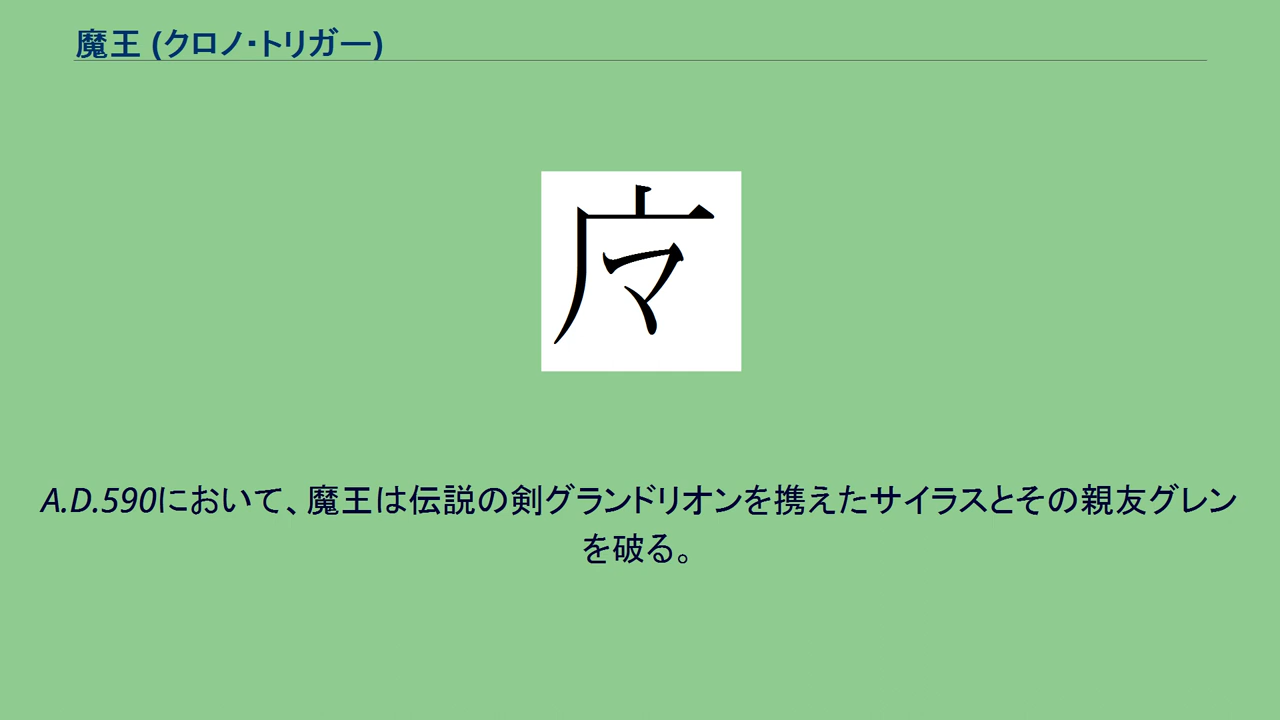 魔王 (クロノ・トリガー)
𭙌
A.D.590において、魔王は伝説の剣グランドリオンを携えたサイラスとその親友グレン
を破る。